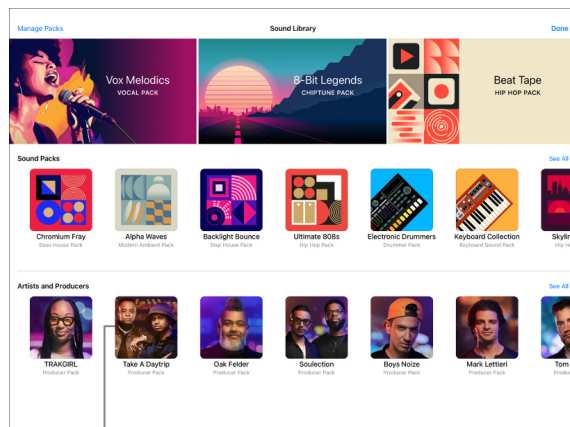 Manage Packs
Sound Library
Done
Vox Melodics
VOCAL PACK
8-Bit Legends
CHIPTUNE PACK
Beat Tape
HIP HOP PACK
Sound Packs
See All
Chromium Fray
Bass House Pack
Alpha Waves
Modern Ambient Pack
Backlight Bounce
Slap House Pack
Ultimate 808s
Hip Hop Pack
Electronic Drummers
Drummer Pack
Keyboard Collection
Keyboard Sound Pack
Artists and Producers
See All
TRAKGIRL
Producer Pack
Take A Daytrip
Producer Pack
Oak Felder
Producer Pack
Soulection
Producer Pack
Boys Noize
Producer Pack
Mark Lettieri
Producer Pack
Tom